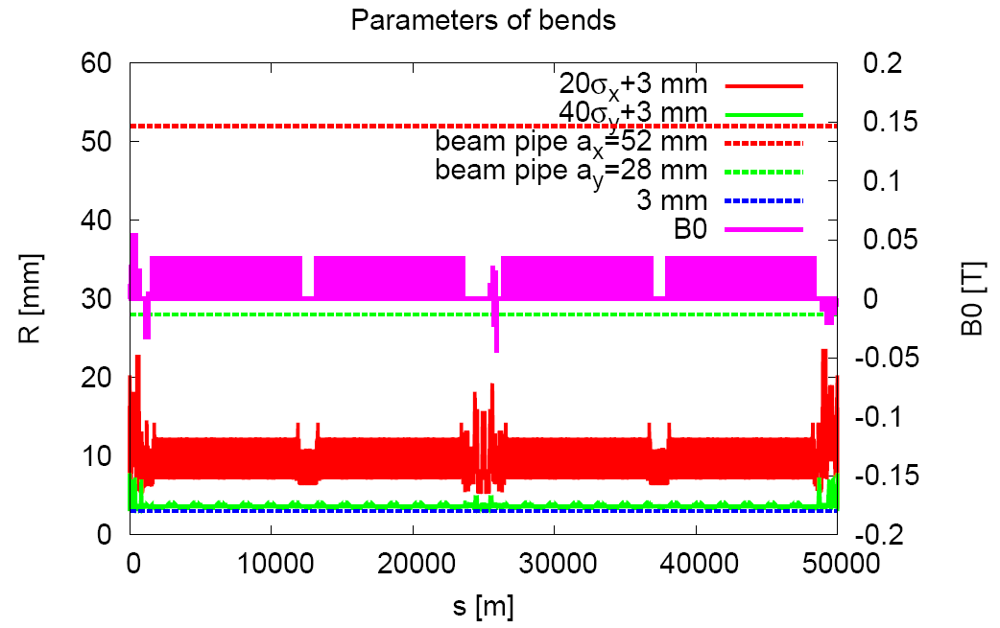 Parameters of bends
60
50
40
30
20
10
0
R [mm]
0.2
0.15
0.1
0.05
0
-0.05
-0.1
-0.15
-0.2
B0 [T]
20σx+3 mm
40σy+3 mm
beam pipe ax=52 mm
beam pipe ay=28 mm
3 mm
B0
0 10000 20000 30000 40000 50000
s [m]